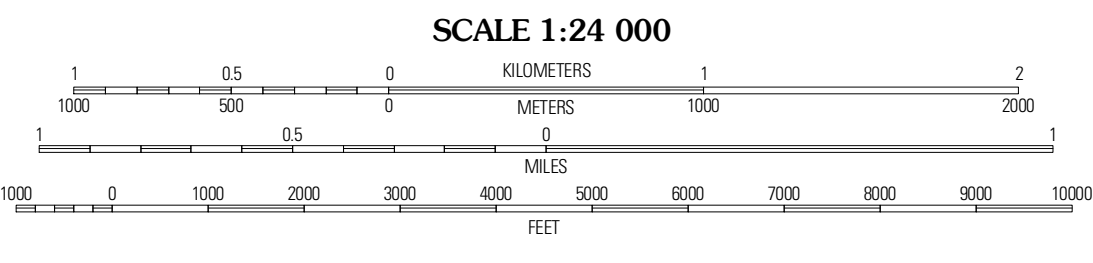 SCALE 1:24 000
1 0.5 0 KILOMETERS 1 2
1000 500 0 METERS 1000 2000
1 0.5 0 1
MILES
1000 0 1000 2000 3000 4000 5000 6000 7000 8000 9000 10000
FEET